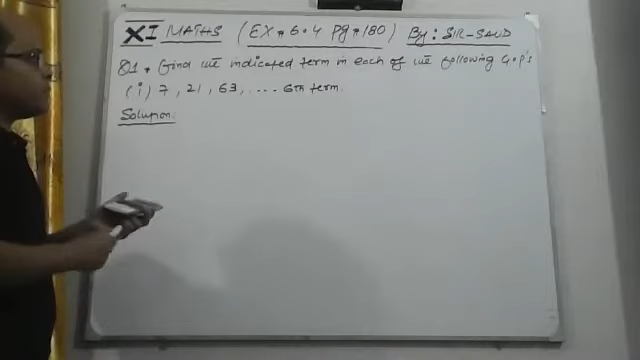 XI MATHS (EX # 6.4 Pg # 180) By: SIR-SAUD
Q1. Find the indicated term in each of the following G.P's
(i) 7, 21, 63, .... 6th term.
Solution.